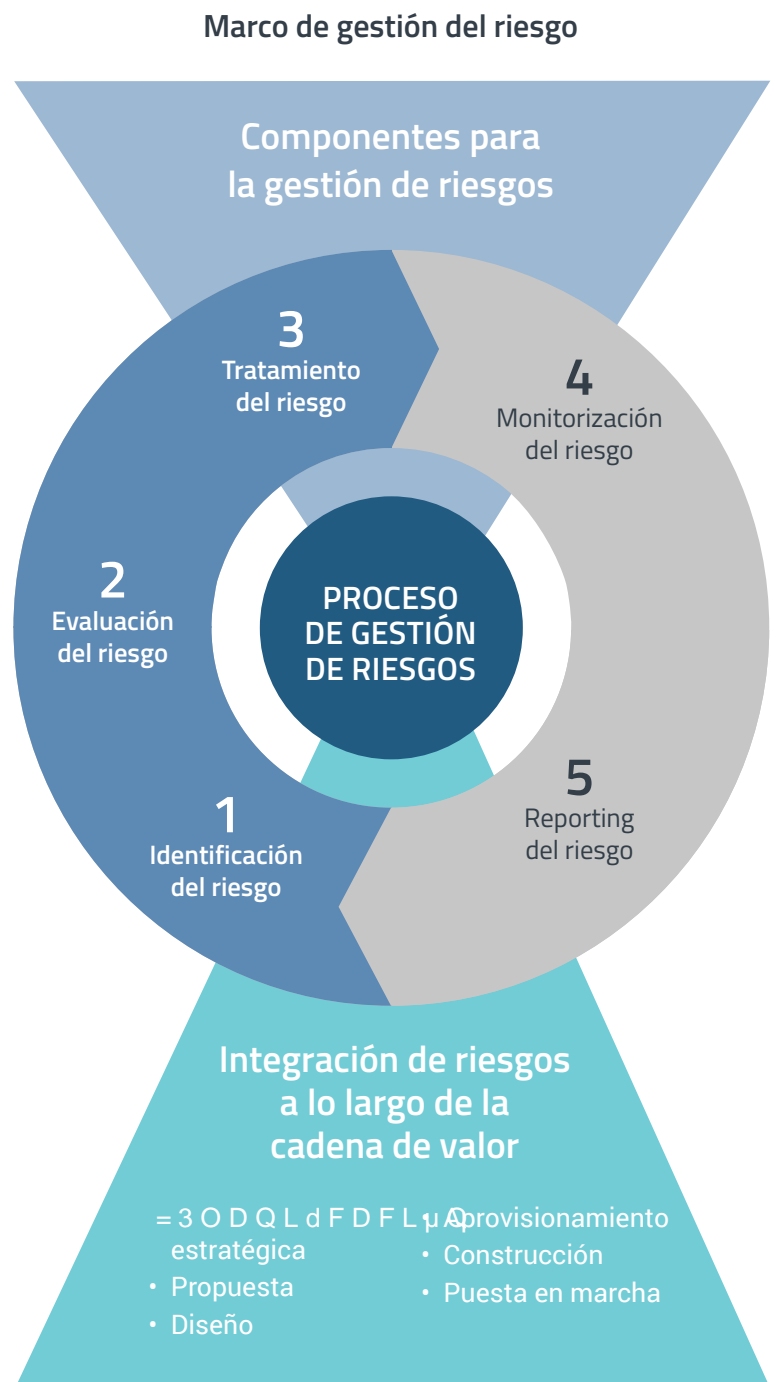 Marco de gestión del riesgo
Componentes para
la gestión de riesgos
3
Tratamiento
del riesgo
4
Monitorización
del riesgo
2
Evaluación
del riesgo
PROCESO
DE GESTIÓN
DE RIESGOS
1
Identificación
del riesgo
5
Reporting
del riesgo
Integración de riesgos
a lo largo de la
cadena de valor
estratégica
• Propuesta
• Diseño
• Aprovisionamiento
• Construcción
• Puesta en marcha